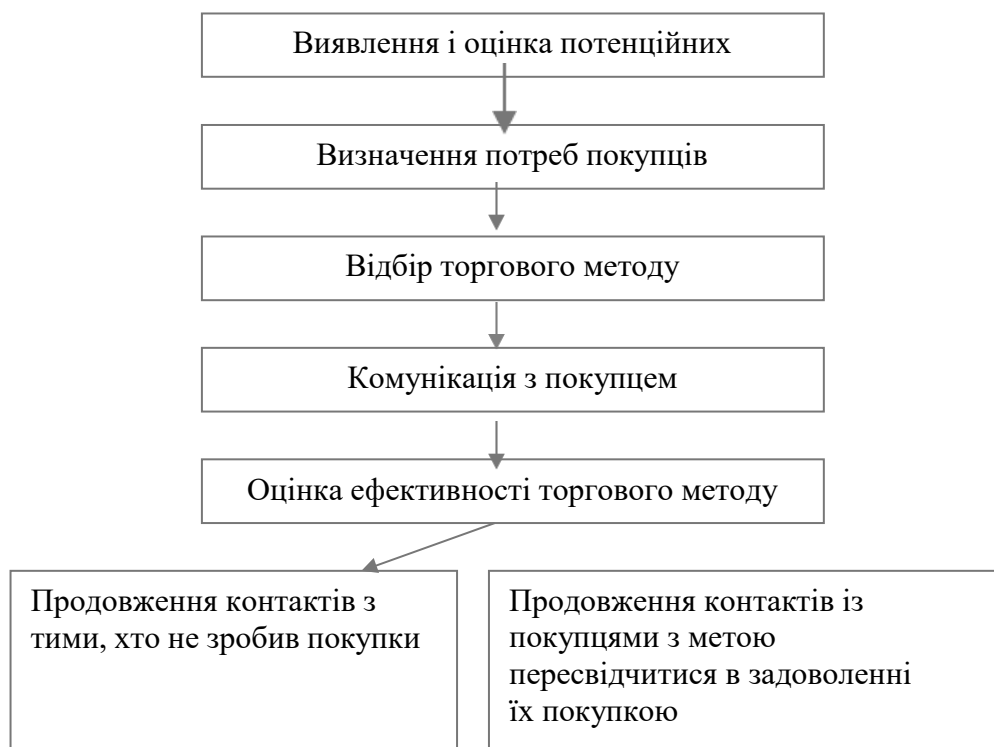 Виявлення і оцінка потенційних
Визначення потреб покупців
Відбір торгового методу
Комунікація з покупцем
Оцінка ефективності торгового методу
Продовження контактів з
тими, хто не зробив покупки
Продовження контактів із
покупцями з метою
пересвідчитися в задоволенні
їх покупкою